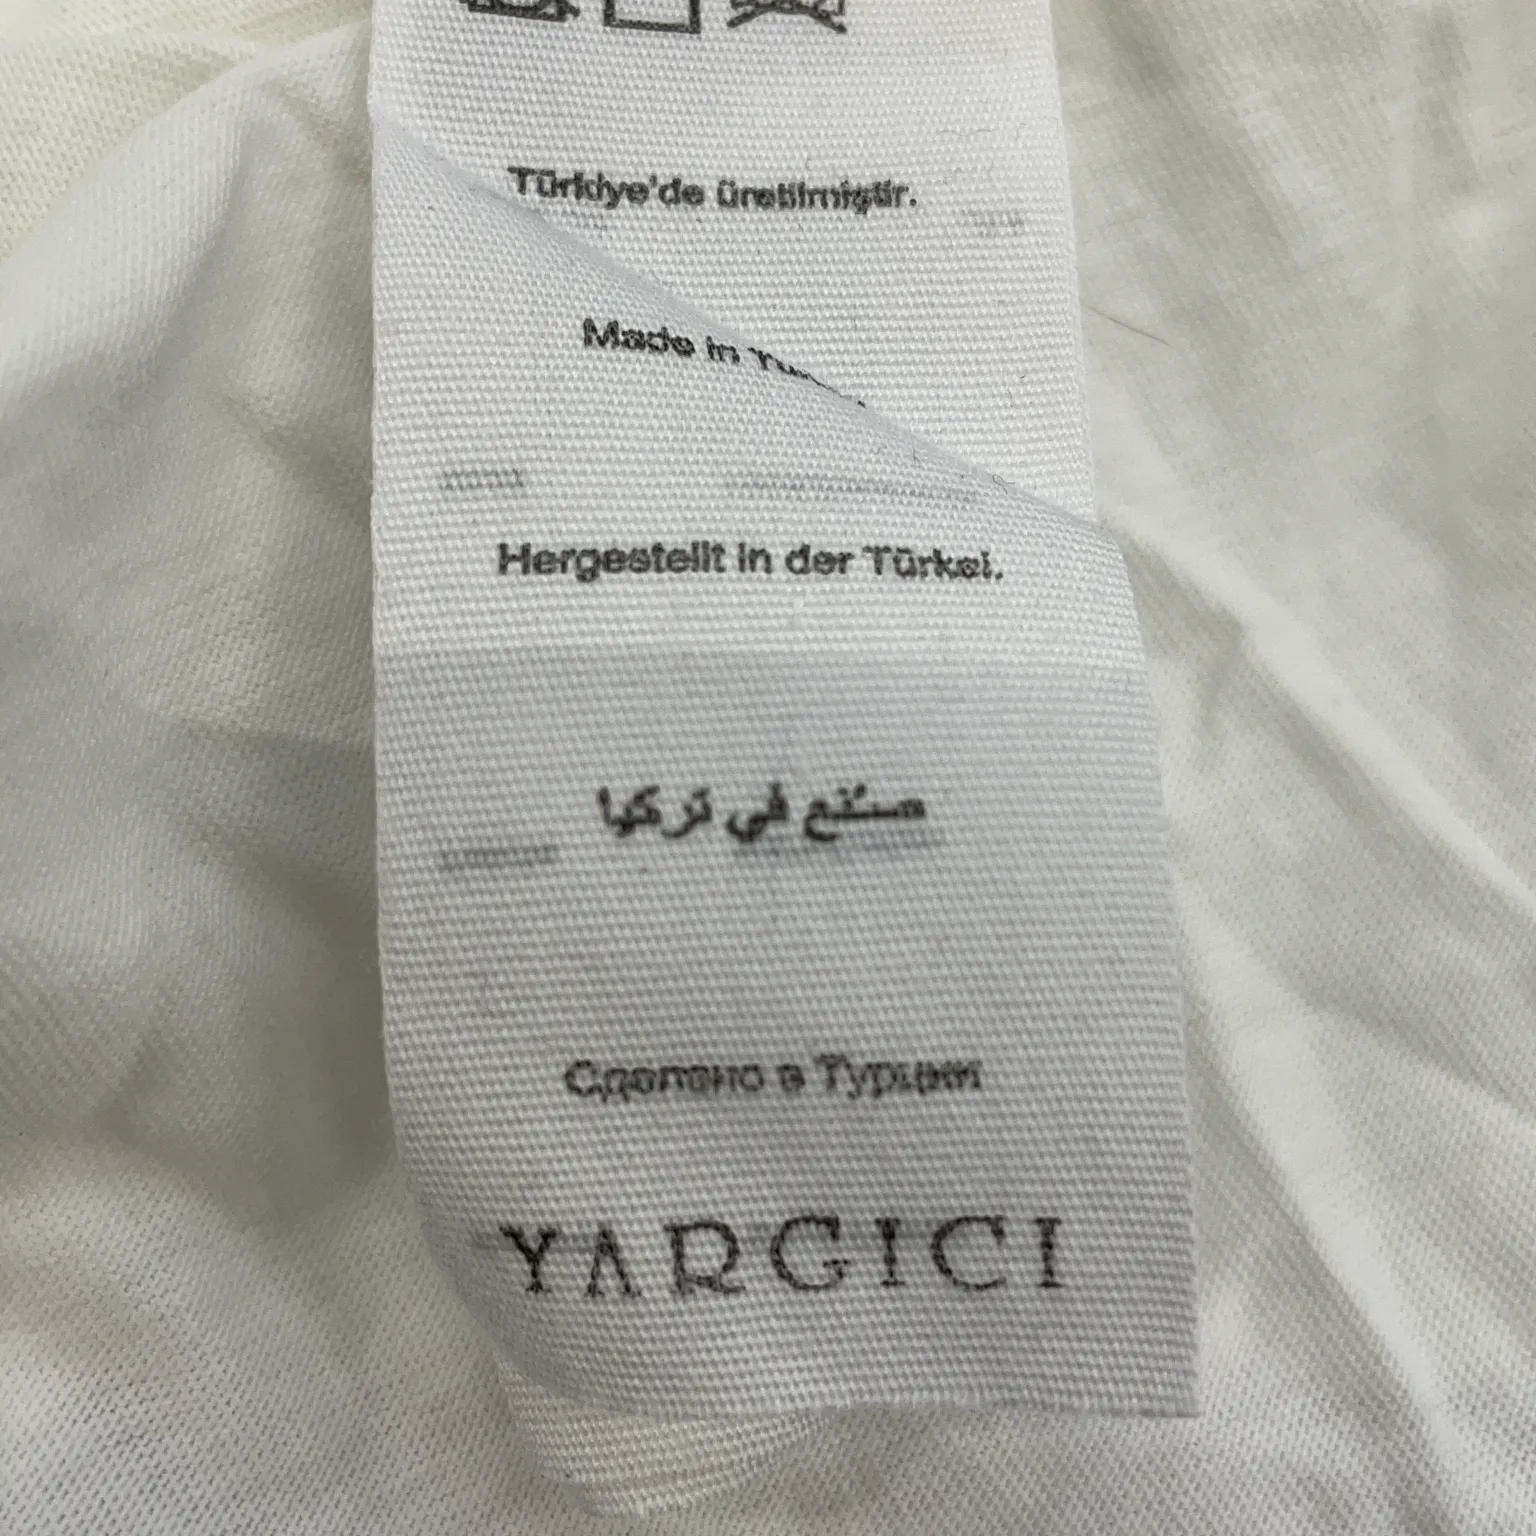 Türkiye'de üretilmiştir.
Made in
Hergestellt in der Türkei.
صنع في تركيا
Сделано в Турции
YARGICI